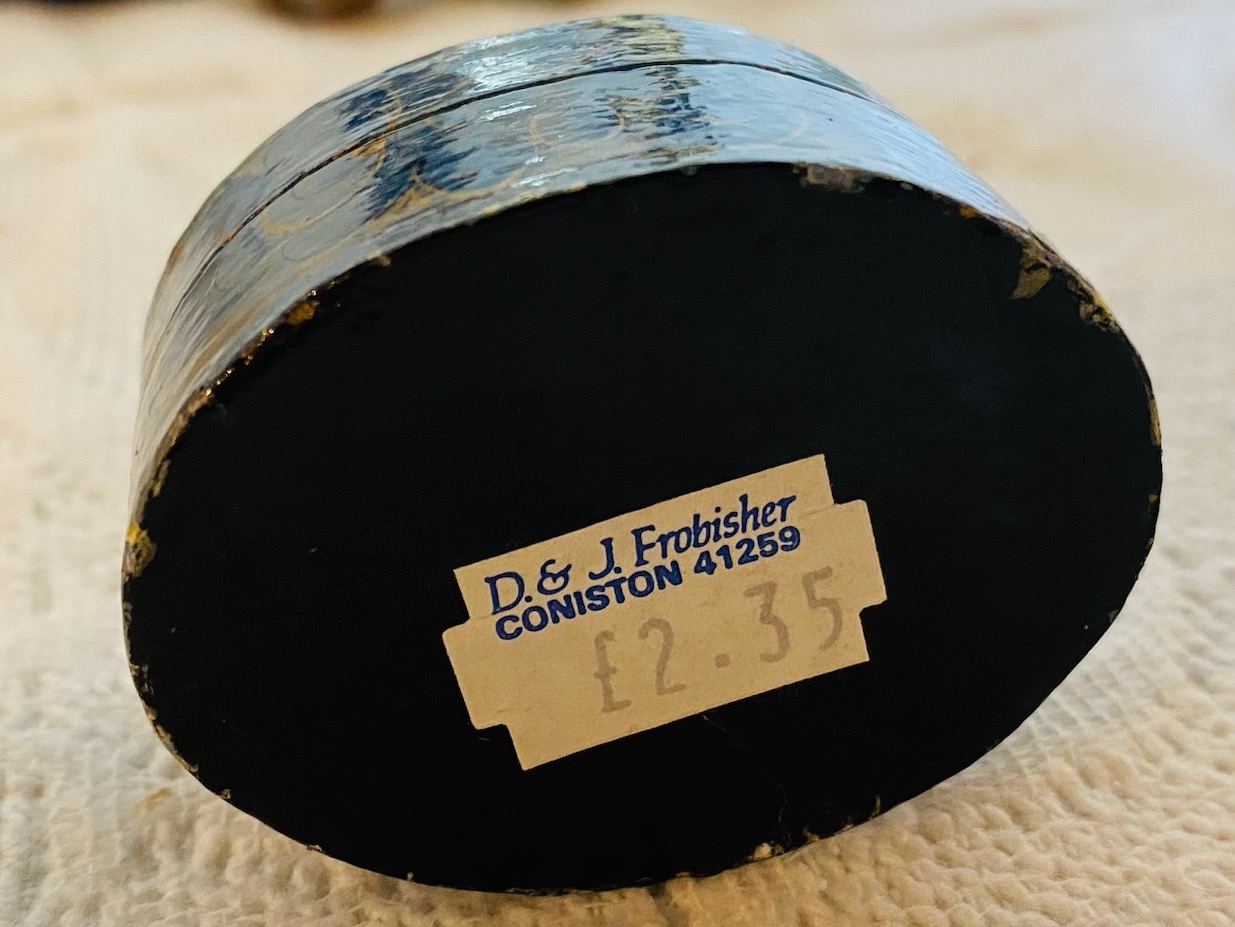 D. & J. Frobisher
CONISTON 41259
£2.35